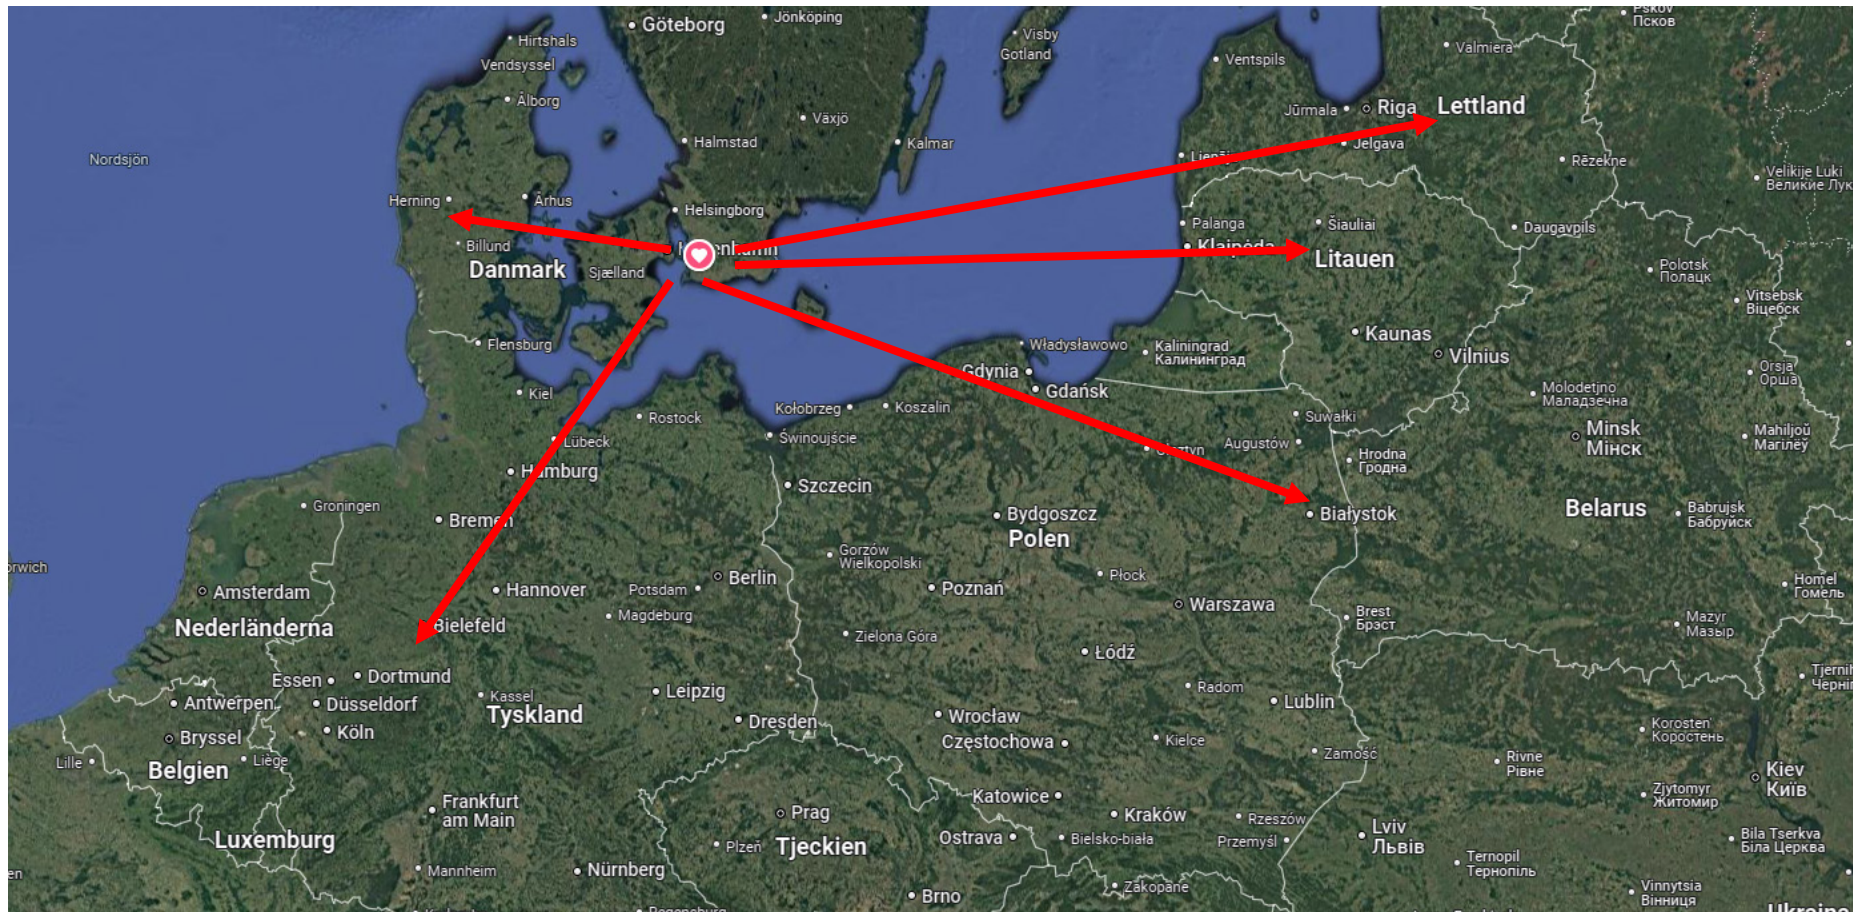 Göteborg
Jönköping
Псков
Hirtshals
Visby
Gotland
Valmiera
Vendsyssel
Ventspils
Ålborg
Jūrmala
Riga
Lettland
Växjö
Halmstad
Kalmar
Jelgava
Nordsjön
Rēzekne
Velikije Luki
Великие Лук
Herning
Århus
Helsingborg
Palanga
Šiauliai
Daugavpils
Billund
Klaipėda
Danmark
Sjælland
Litauen
Polotsk
Полацк
Vitsebsk
Віцебск
Flensburg
Władysławowo
Kaliningrad
Калининград
Kaunas
Vilnius
Gdynia
Orsja
Орша
Kiel
Gdańsk
Molodetjno
Маладзечна
Rostock
Kołobrzeg
Koszalin
Suwałki
Świnoujście
Lübeck
Augustów
Minsk
Мінск
Mahiljoŭ
Магілёў
Hamburg
Hrodna
Гродна
Szczecin
Groningen
Bremen
Bydgoszcz
Polen
Białystok
Belarus
Babrujsk
Бабруйск
Gorzów
Wielkopolski
orwich
Berlin
Płock
Homel
Гомель
Amsterdam
Hannover
Potsdam
Poznań
Warszawa
Magdeburg
Brest
Брэст
Mazyr
Мазыр
Nederländerna
Bielefeld
Zielona Góra
Łódź
Essen
Dortmund
Tjernih
Черніг
Antwerpen
Düsseldorf
Kassel
Leipzig
Radom
Lublin
Tyskland
Dresden
Wrocław
Korosten'
Коростень
Bryssel
Köln
Częstochowa
Kielce
Zamość
Lille
Liège
Belgien
Rivne
Рівне
Kiev
Київ
Frankfurt
am Main
Katowice
Zjytomyr
Житомир
Prag
Kraków
Rzeszów
Luxemburg
Plzeň
Tjeckien
Ostrava
Bielsko-biała
Przemyśl
Lviv
Львів
Bila Tserkva
Біла Церква
Mannheim
Nürnberg
Ternopil
Тернопіль
en
Brno
Zakopane
Vinnytsia
Вінниця